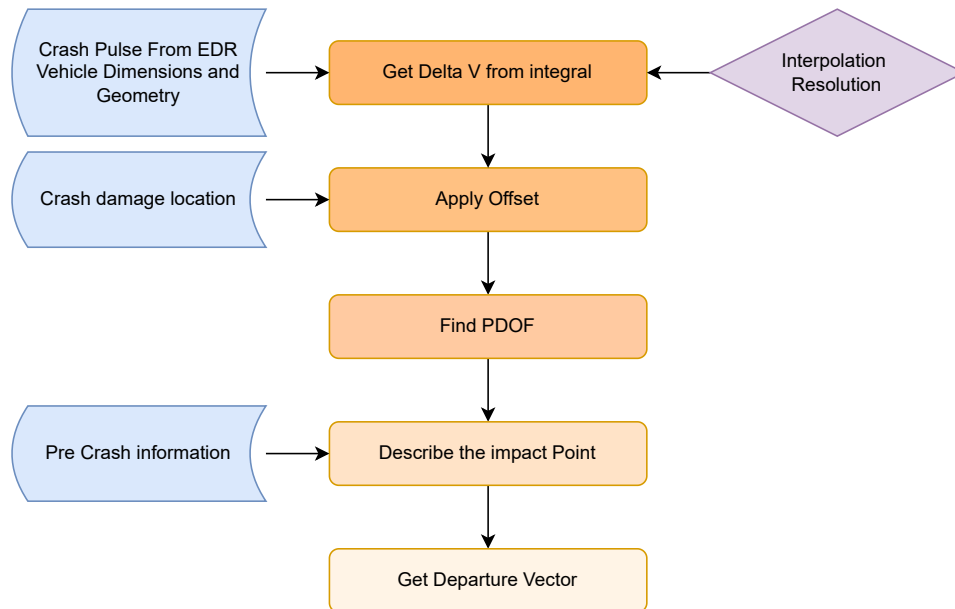 Crash Pulse From EDR
Vehicle Dimensions and
Geometry
Get Delta V from integral
Interpolation
Resolution
Crash damage location
Apply Offset
Find PDOF
Pre Crash information
Describe the impact Point
Get Departure Vector